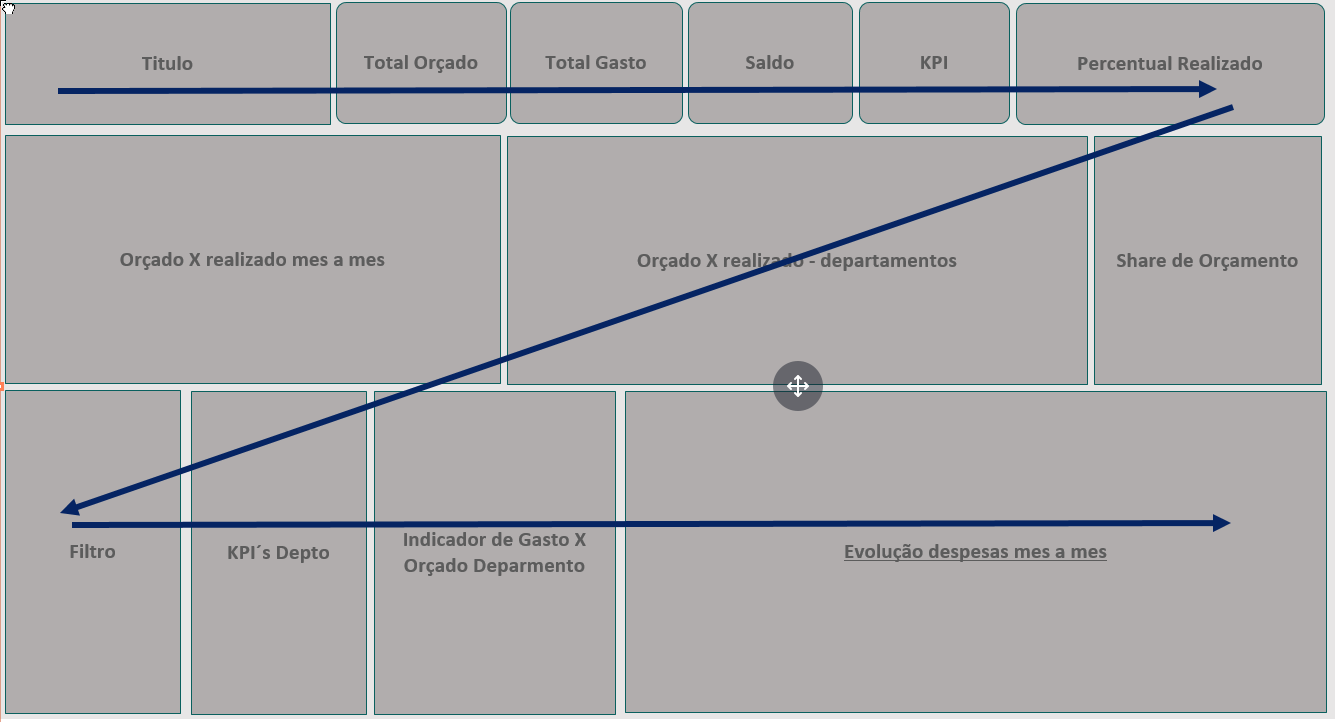 Titulo
Total Orçado
Total Gasto
Saldo
KPI
Percentual Realizado
Orçado X realizado mes a mes
Orçado X realizado - departamentos
Share de Orçamento
Filtro
KPI´s Depto
Indicador de Gasto X
Orçado Deparmento
Evolução despesas mes a mes